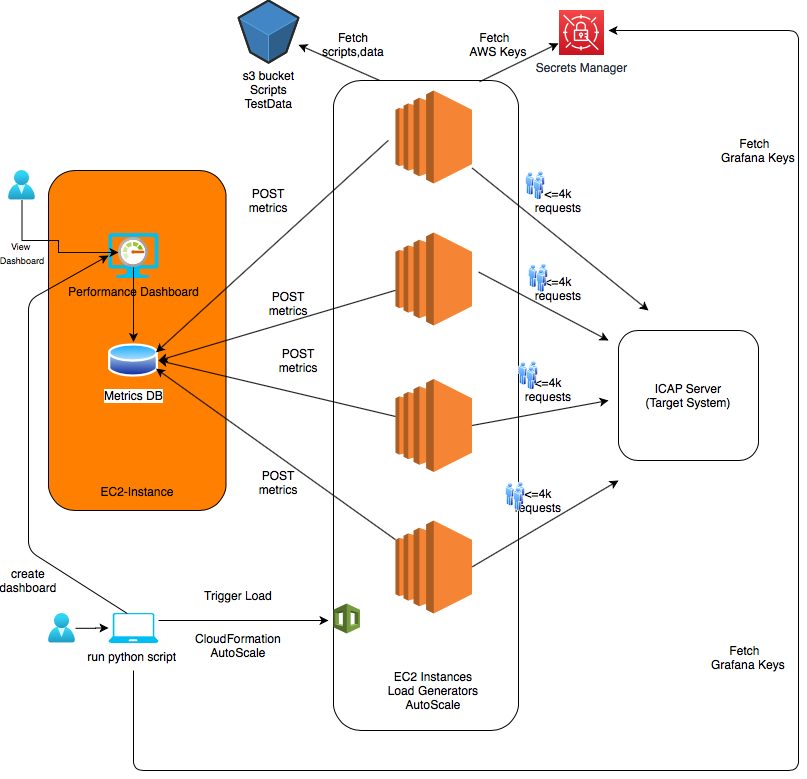 Fetch
scripts,data
Fetch
AWS Keys
s3 bucket
Scripts
TestData
Secrets Manager
Fetch
Grafana Keys
POST
metrics
<=4k
requests
View
Dashboard
Performance Dashboard
POST
metrics
<=4k
requests
POST
metrics
Metrics DB
<=4k
requests
ICAP Server
(Target System)
POST
metrics
EC2-Instance
<=4k
requests
create
dashboard
Trigger Load
CloudFormation
AutoScale
run python script
Fetch
Grafana Keys
EC2 Instances
Load Generators
AutoScale